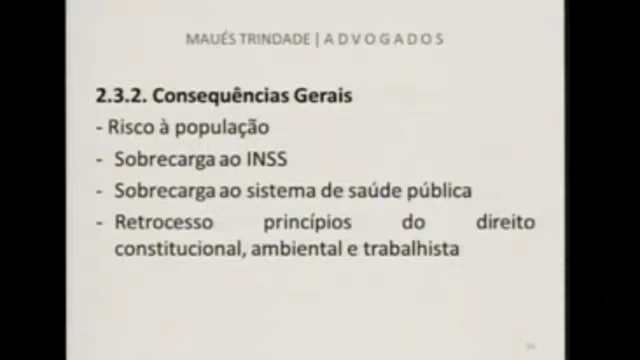 MAUÉS TRINDADE | A D V O G A D O S
2.3.2. Consequências Gerais
- Risco à população
- Sobrecarga ao INSS
- Sobrecarga ao sistema de saúde pública
- Retrocesso princípios do direito
constitucional, ambiental e trabalhista